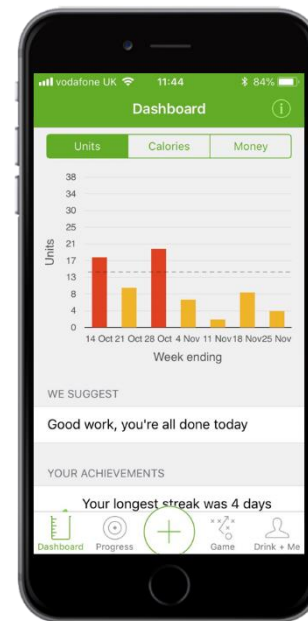 vodafone UK 11:44 84%
Dashboard i
Units Calories Money
38
34
30
25
21
17
13
8
4
0
Units
14 Oct 21 Oct 28 Oct 4 Nov 11 Nov 18 Nov 25 Nov
Week ending
WE SUGGEST
Good work, you're all done today
YOUR ACHIEVEMENTS
Your longest streak was 4 days
Dashboard Progress Game Drink + Me